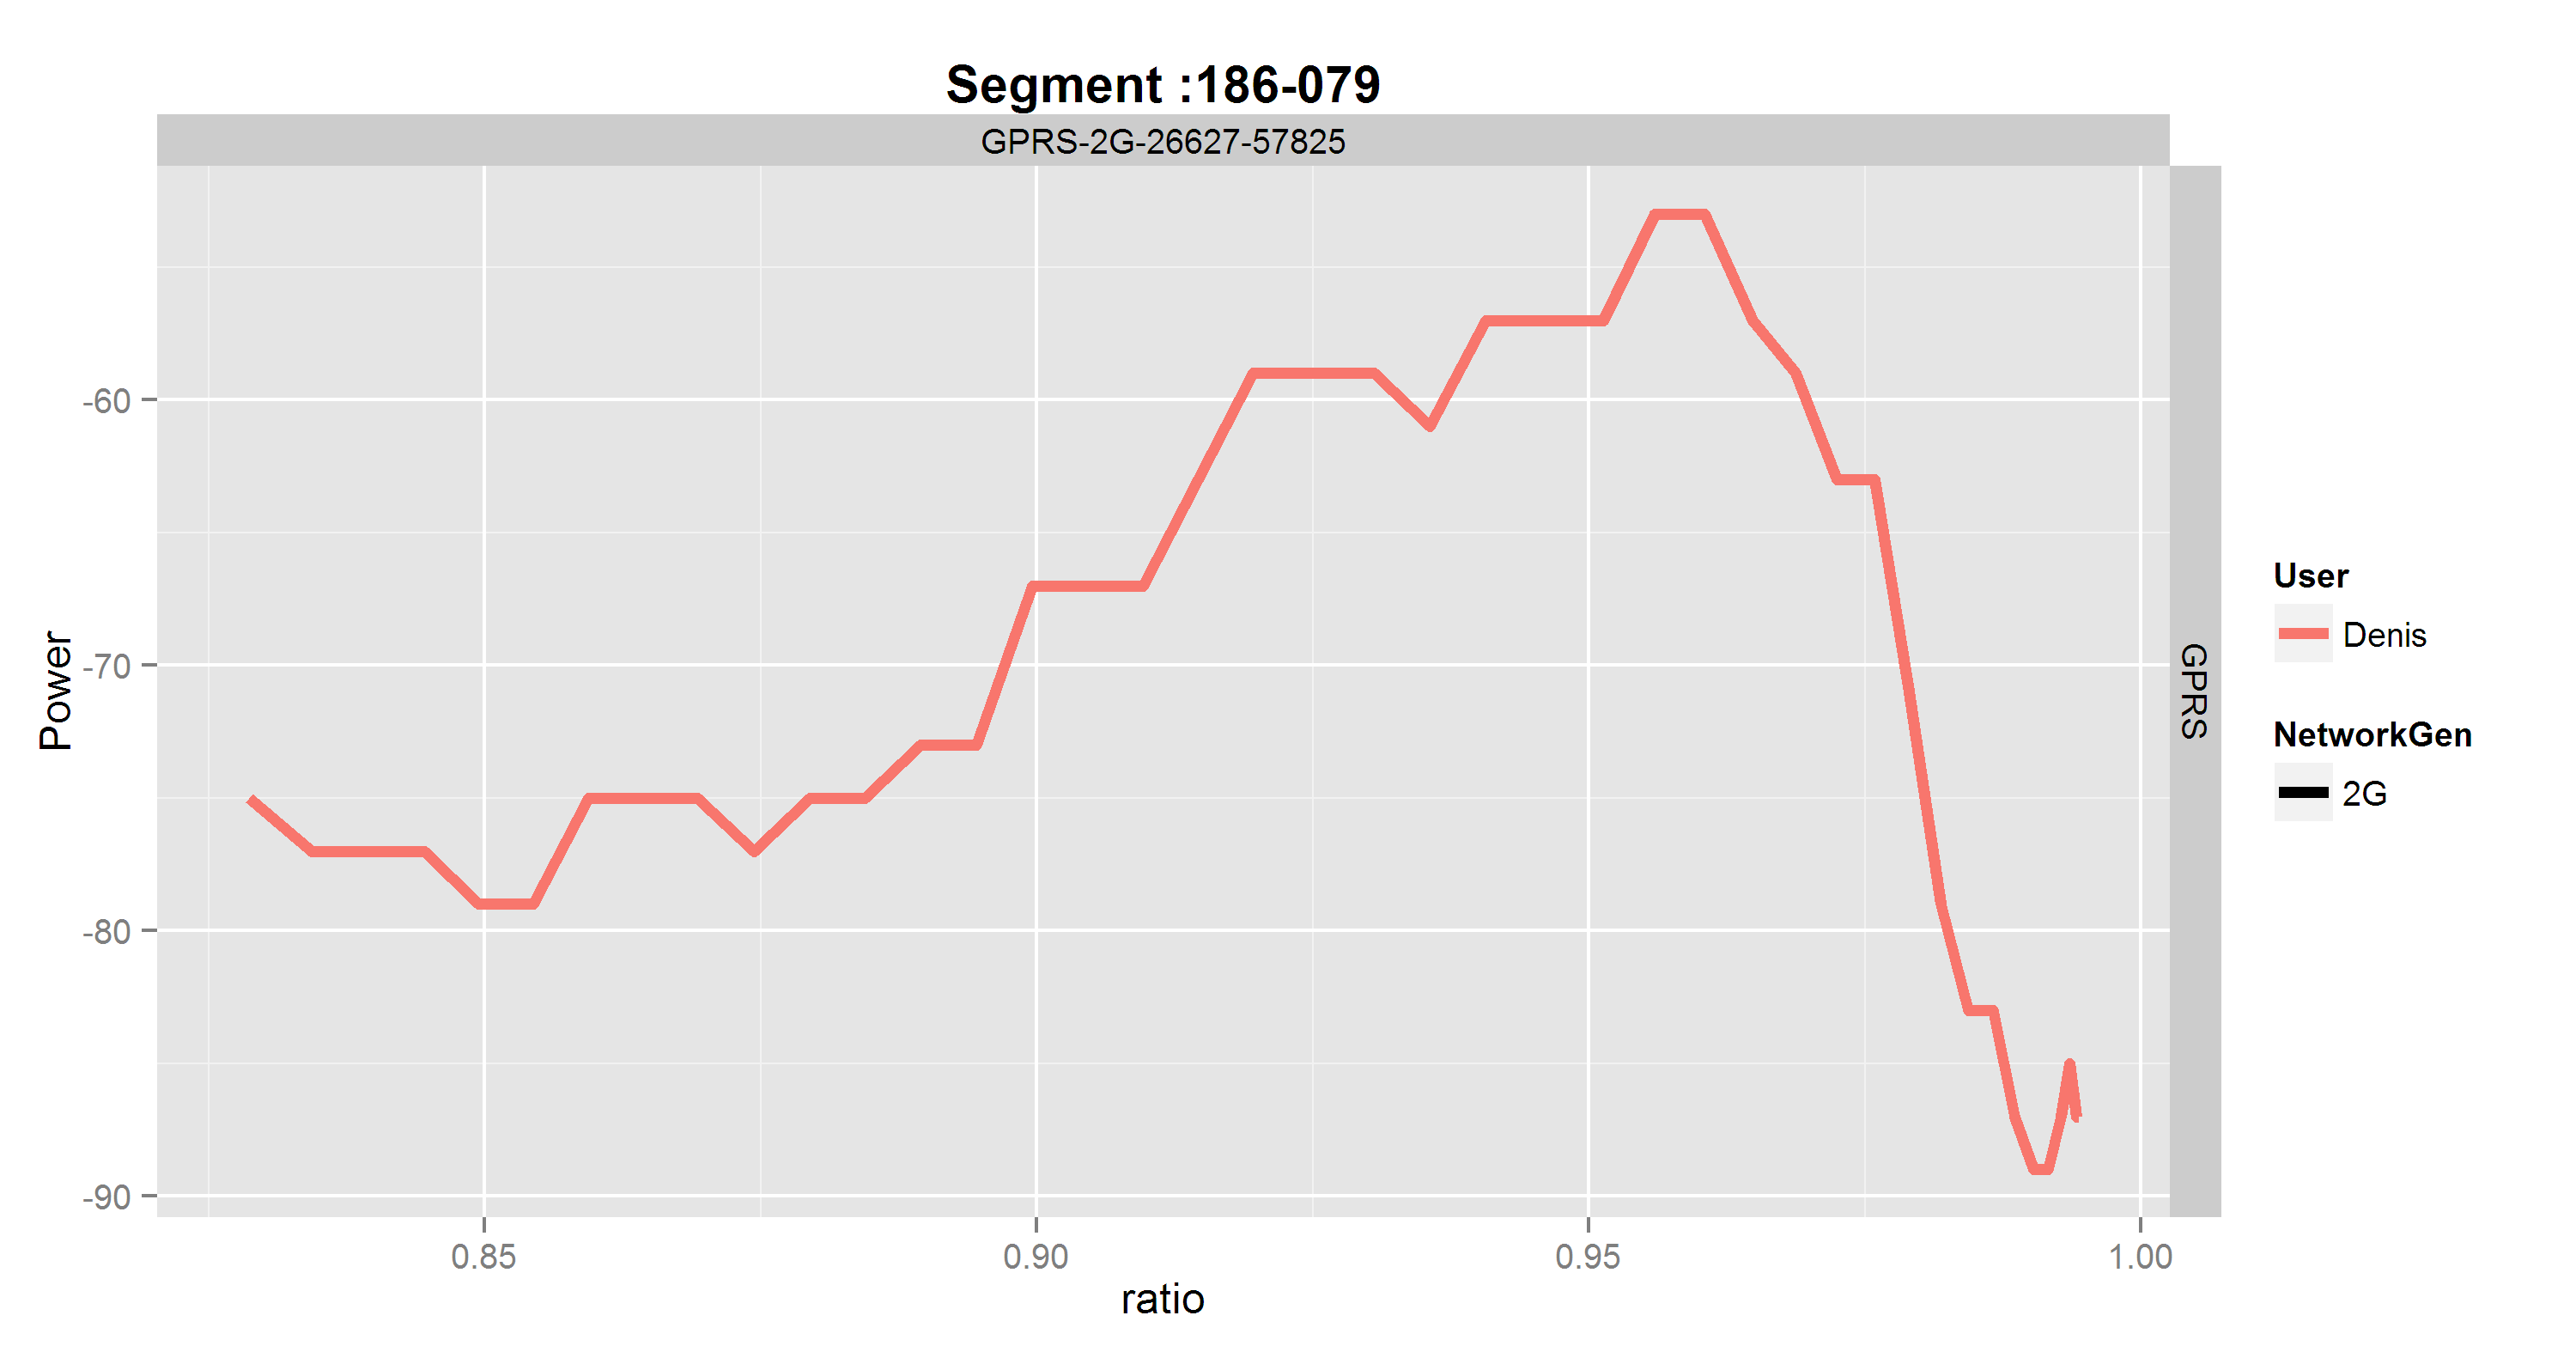 Segment :186-079
GPRS-2G-26627-57825
Power
-60
-70
-80
-90
0.85
0.90
0.95
1.00
ratio
GPRS
User
Denis
NetworkGen
2G